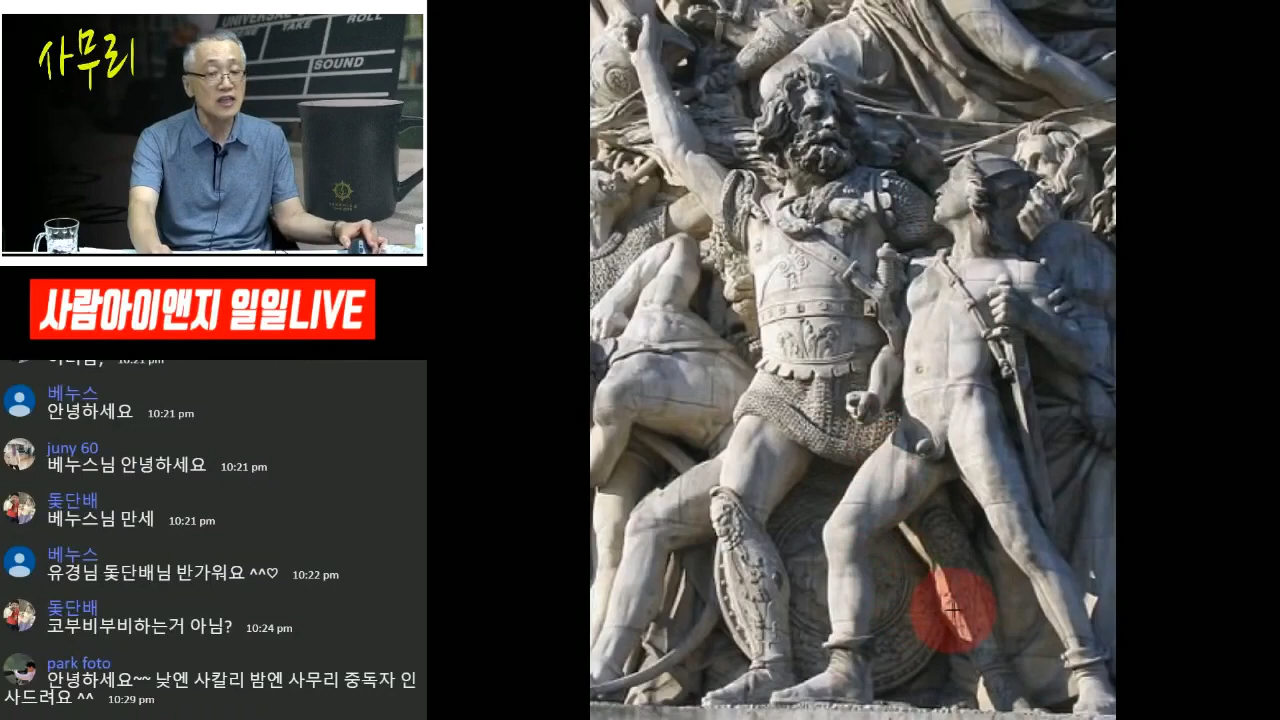 사무리
UNIVERSAL
ROLL
SCENE
TAKE
SOUND
사람아이앤지 일일LIVE
10:21 pm
베누스
안녕하세요 10:21 pm
juny 60
베누스님 안녕하세요 10:21 pm
돛단배
베누스님 만세 10:21 pm
베누스
유경님 돛단배님 반가워요 ^^♡ 10:22 pm
돛단배
코부비부비하는거 아님? 10:24 pm
park foto
안녕하세요~~ 낮엔 사칼리 밤엔 사무리 중독자 인
사드려요 ^^ 10:29 pm